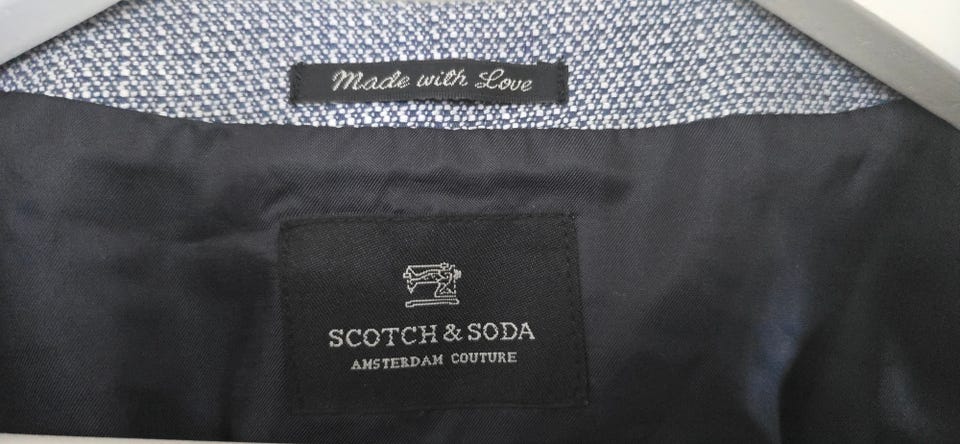 Made with Love
SCOTCH & SODA
AMSTERDAM COUTURE